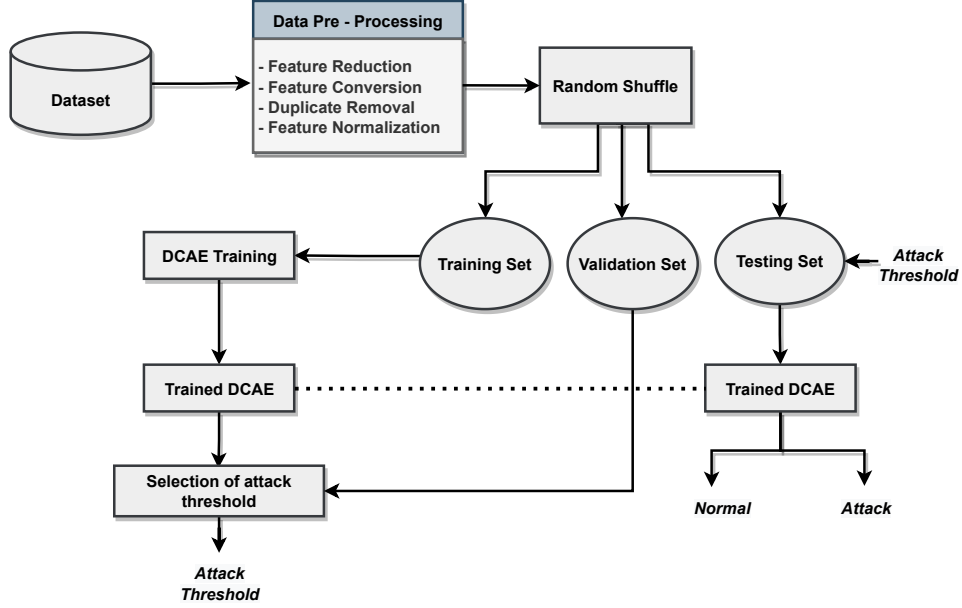 Data Pre - Processing
Dataset
- Feature Reduction
- Feature Conversion
- Duplicate Removal
- Feature Normalization
Random Shuffle
DCAE Training
Training Set
Validation Set
Testing Set
Attack
Threshold
Trained DCAE
Trained DCAE
Selection of attack
threshold
Normal
Attack
Attack
Threshold